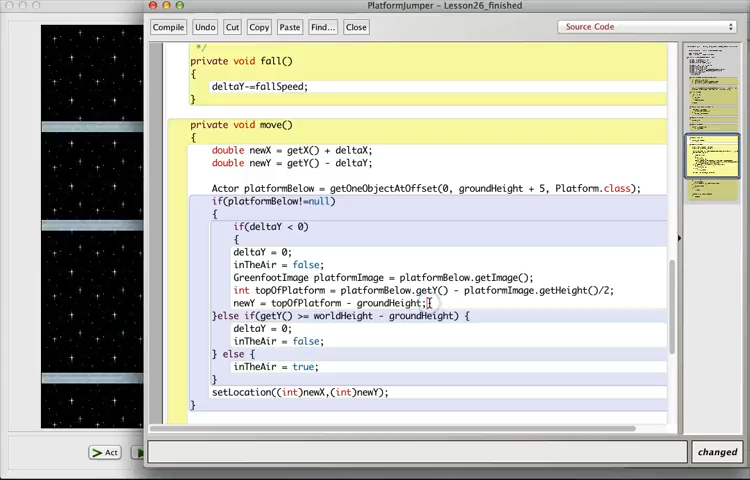 PlatformJumper - Lesson26_finished
Compile Undo Cut Copy Paste Find... Close Source Code
*/
private void fall()
{
deltaY-=fallSpeed;
}
private void move()
{
double newX = getX() + deltaX;
double newY = getY() - deltaY;
Actor platformBelow = getOneObjectAtOffset(0, groundHeight + 5, Platform.class);
if(platformBelow!=null)
{
if(deltaY < 0)
{
deltaY = 0;
inTheAir = false;
GreenfootImage platformImage = platformBelow.getImage();
int topOfPlatform = platformBelow.getY() - platformImage.getHeight()/2;
newY = topOfPlatform - groundHeight;
}else if(getY() >= worldHeight - groundHeight) {
deltaY = 0;
inTheAir = false;
} else {
inTheAir = true;
}
setLocation((int)newX,(int)newY);
}
Act
changed